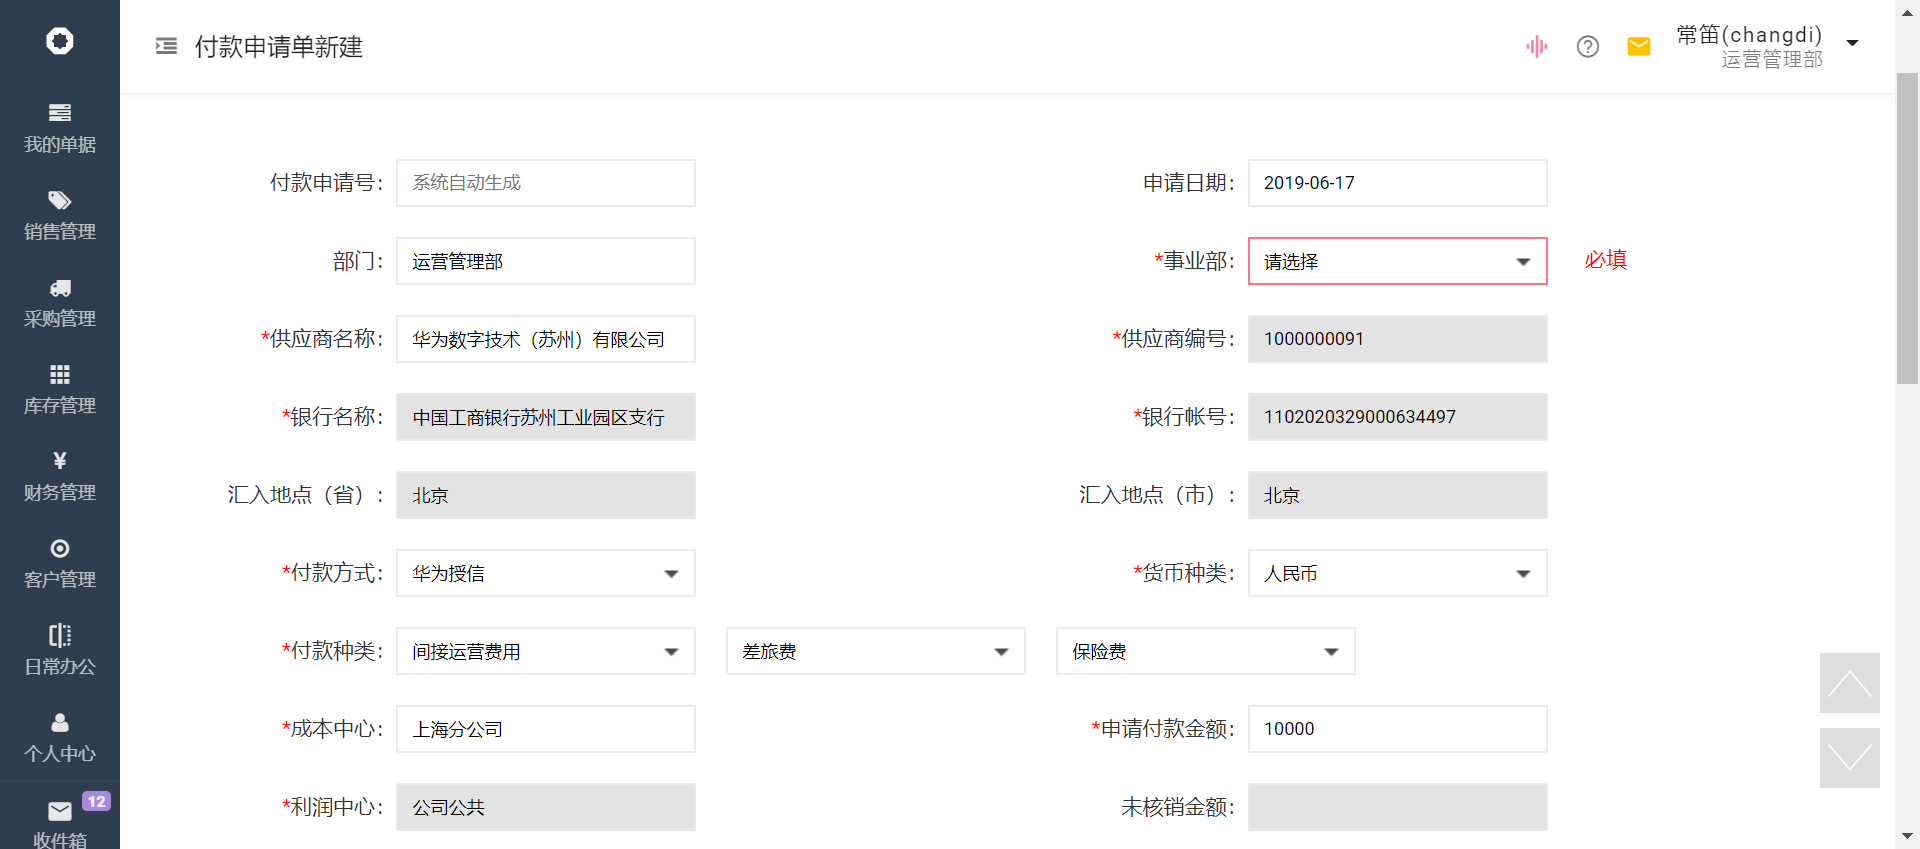 付款申请单新建
常笛(changdi)
运营管理部
我的单据
销售管理
采购管理
库存管理
¥
财务管理
客户管理
日常办公
个人中心
12
收件箱
付款申请号： 系统自动生成 申请日期： 2019-06-17
部门： 运营管理部 *事业部： 请选择 必填
*供应商名称： 华为数字技术（苏州）有限公司 *供应商编号： 1000000091
*银行名称： 中国工商银行苏州工业园区支行 *银行帐号： 1102020329000634497
汇入地点（省）： 北京 汇入地点（市）： 北京
*付款方式： 华为授信 *货币种类： 人民币
*付款种类： 间接运营费用 差旅费 保险费
*成本中心： 上海分公司 *申请付款金额： 10000
*利润中心： 公司公共 未核销金额：